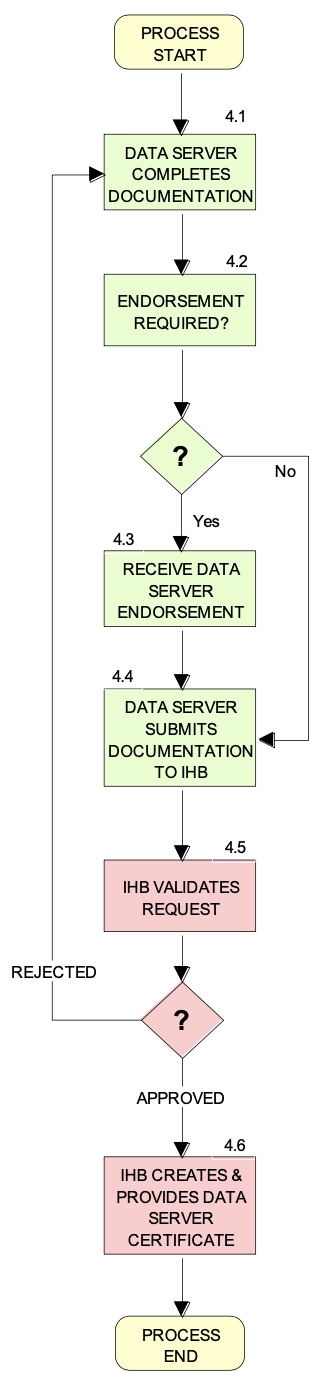 PROCESS
START
4.1
DATA SERVER
COMPLETES
DOCUMENTATION
4.2
ENDORSEMENT
REQUIRED?
?
No
Yes
4.3
RECEIVE DATA
SERVER
ENDORSEMENT
4.4
DATA SERVER
SUBMITS
DOCUMENTATION
TO IHB
4.5
IHB VALIDATES
REQUEST
REJECTED
?
APPROVED
4.6
IHB CREATES &
PROVIDES DATA
SERVER
CERTIFICATE
PROCESS
END